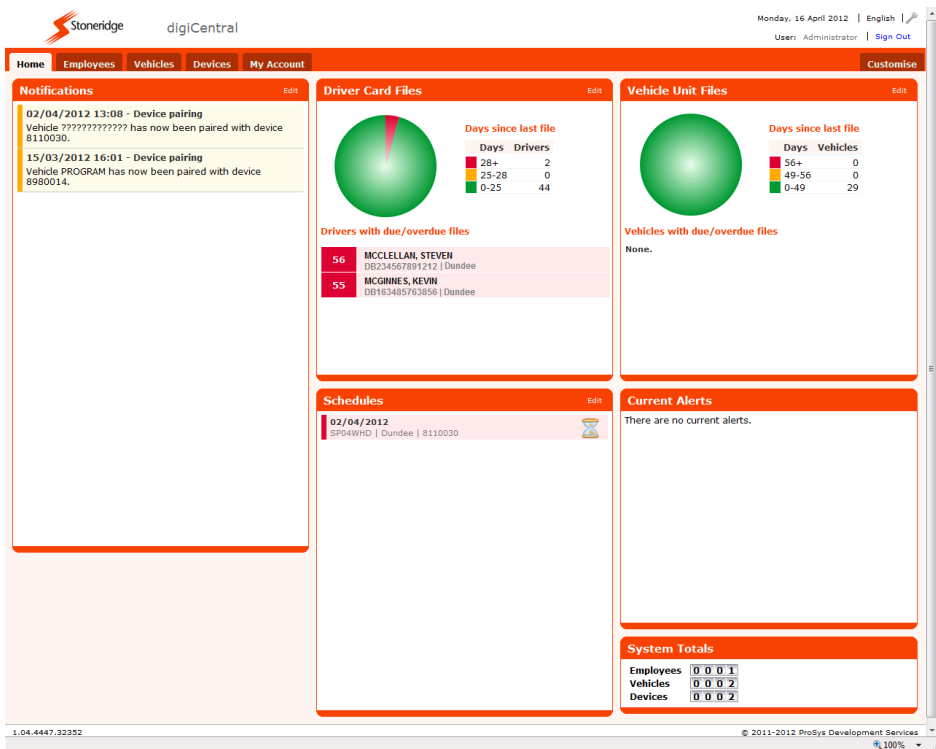 Stoneridge
digiCentral
Monday, 16 April 2012 | English |
User: Administrator | Sign Out
Home Employees Vehicles Devices My Account Customise
Notifications Edit
02/04/2012 13:08 - Device pairing
Vehicle ????????????? has now been paired with device
8110030.
15/03/2012 16:01 - Device pairing
Vehicle PROGRAM has now been paired with device
8980014.
Driver Card Files Edit
Days since last file
Days Drivers
28+ 2
25-28 0
0-25 44
Drivers with due/overdue files
56 MCCLELLAN, STEVEN
DB234567891212 | Dundee
55 MCGINNES, KEVIN
DB163485763856 | Dundee
Vehicle Unit Files Edit
Days since last file
Days Vehicles
56+ 0
49-56 0
0-49 29
Vehicles with due/overdue files
None.
Schedules Edit
02/04/2012
SP04WHD | Dundee | 8110030
Current Alerts
There are no current alerts.
System Totals
Employees 0 0 0 1
Vehicles 0 0 0 2
Devices 0 0 0 2
1.04.4447.32352
© 2011-2012 ProSys Development Services
100%